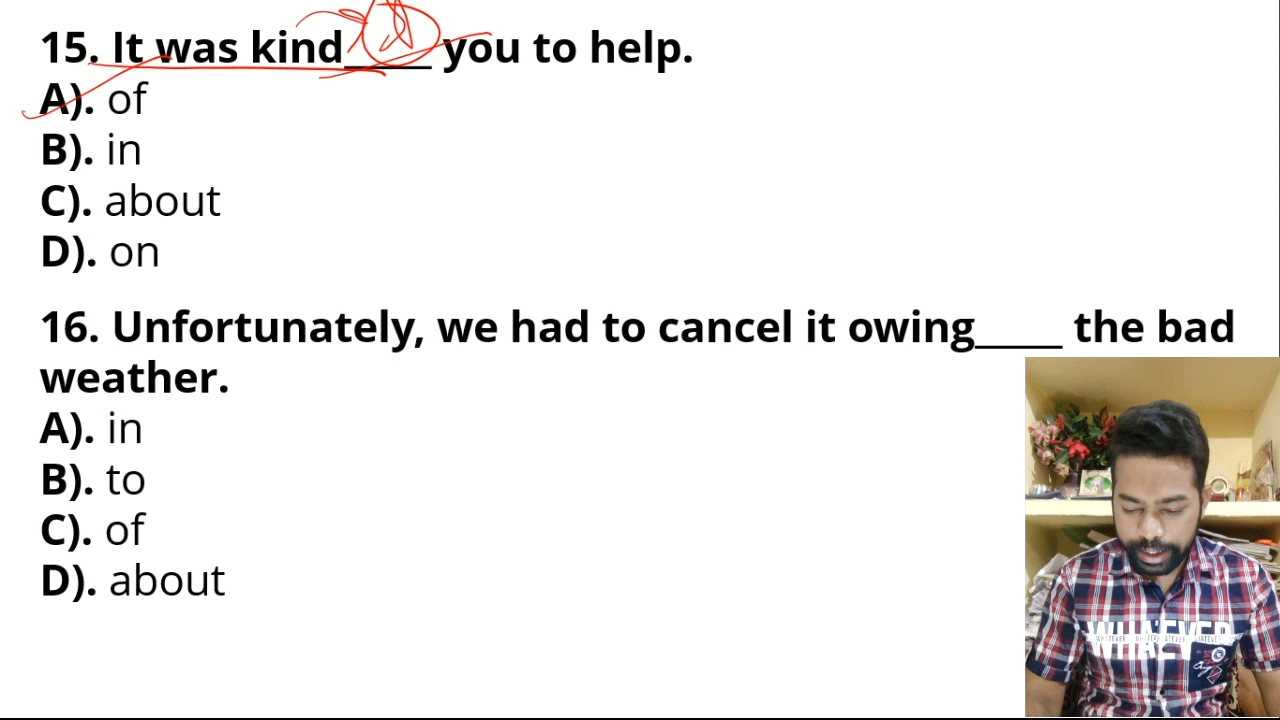 15. It was kind_____ you to help.
A). of
B). in
C). about
D). on
16. Unfortunately, we had to cancel it owing_____ the bad
weather.
A). in
B). to
C). of
D). about
WHATEVER